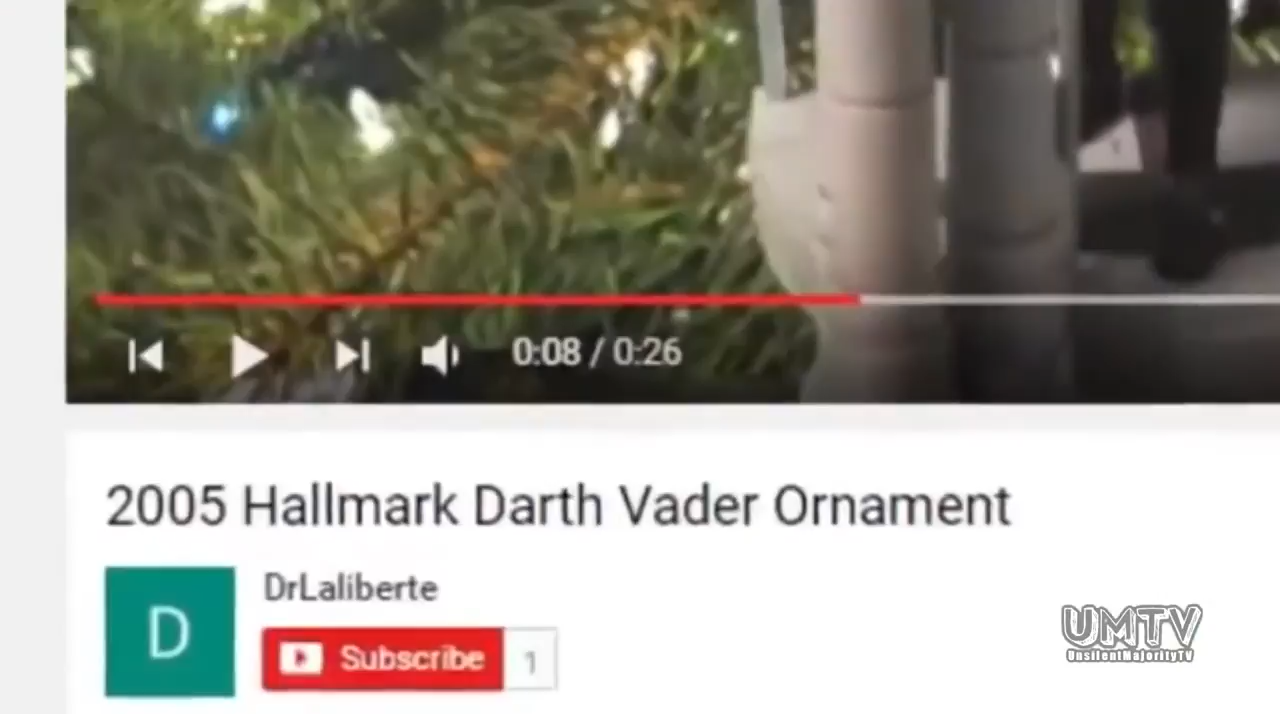 0:08 / 0:26
2005 Hallmark Darth Vader Ornament
D
DrLaliberte
Subscribe 1
UMTV
UnsilentMajorityTV